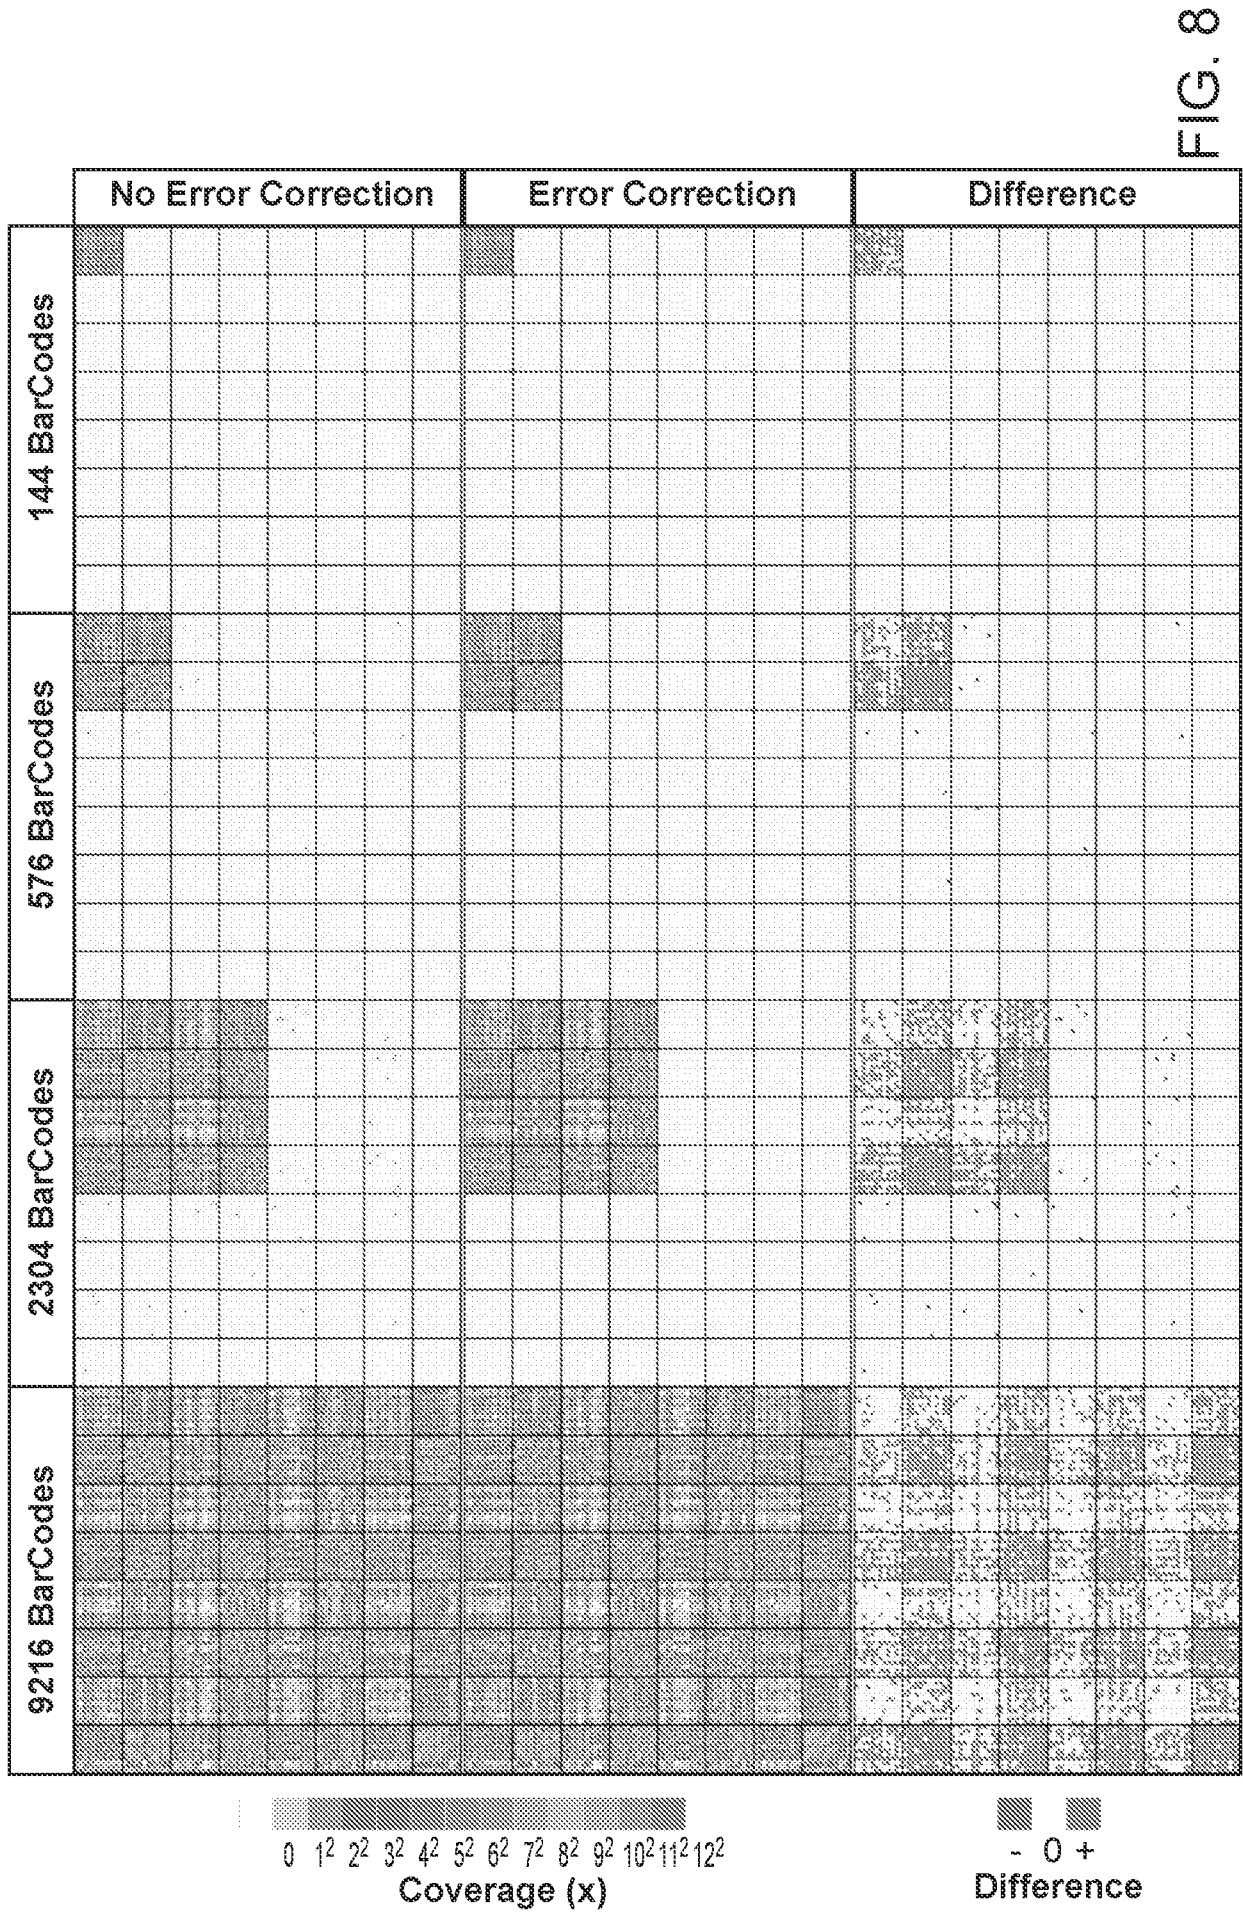 FIG. 8
No Error Correction
Error Correction
Difference
144 BarCodes
576 BarCodes
2304 BarCodes
9216 BarCodes
0 1² 2² 3² 4² 5² 6² 7² 8² 9² 10² 11² 12²
Coverage (x)
- 0 +
Difference